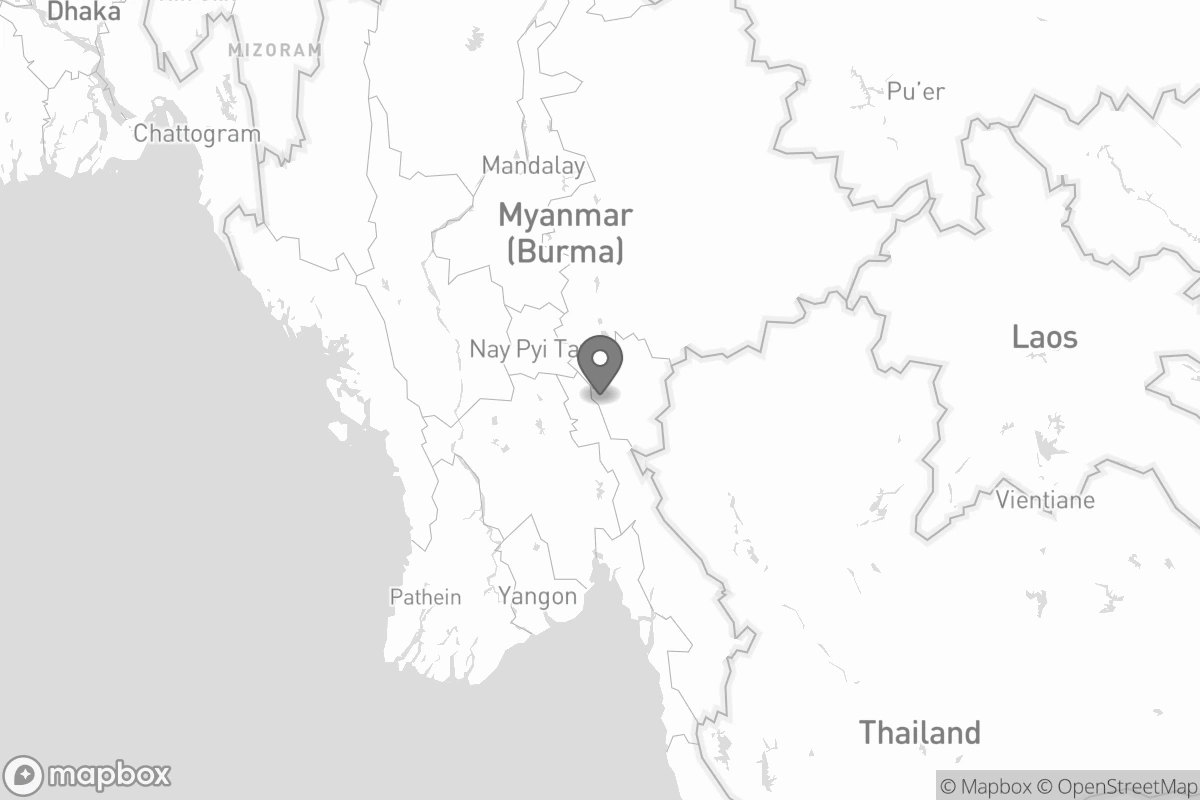 Dhaka
MIZORAM
Pu'er
Chattogram
Mandalay
Myanmar
(Burma)
Laos
Nay Pyi Ta
Vientiane
Pathein
Yangon
Thailand
mapbox
© Mapbox © OpenStreetMap